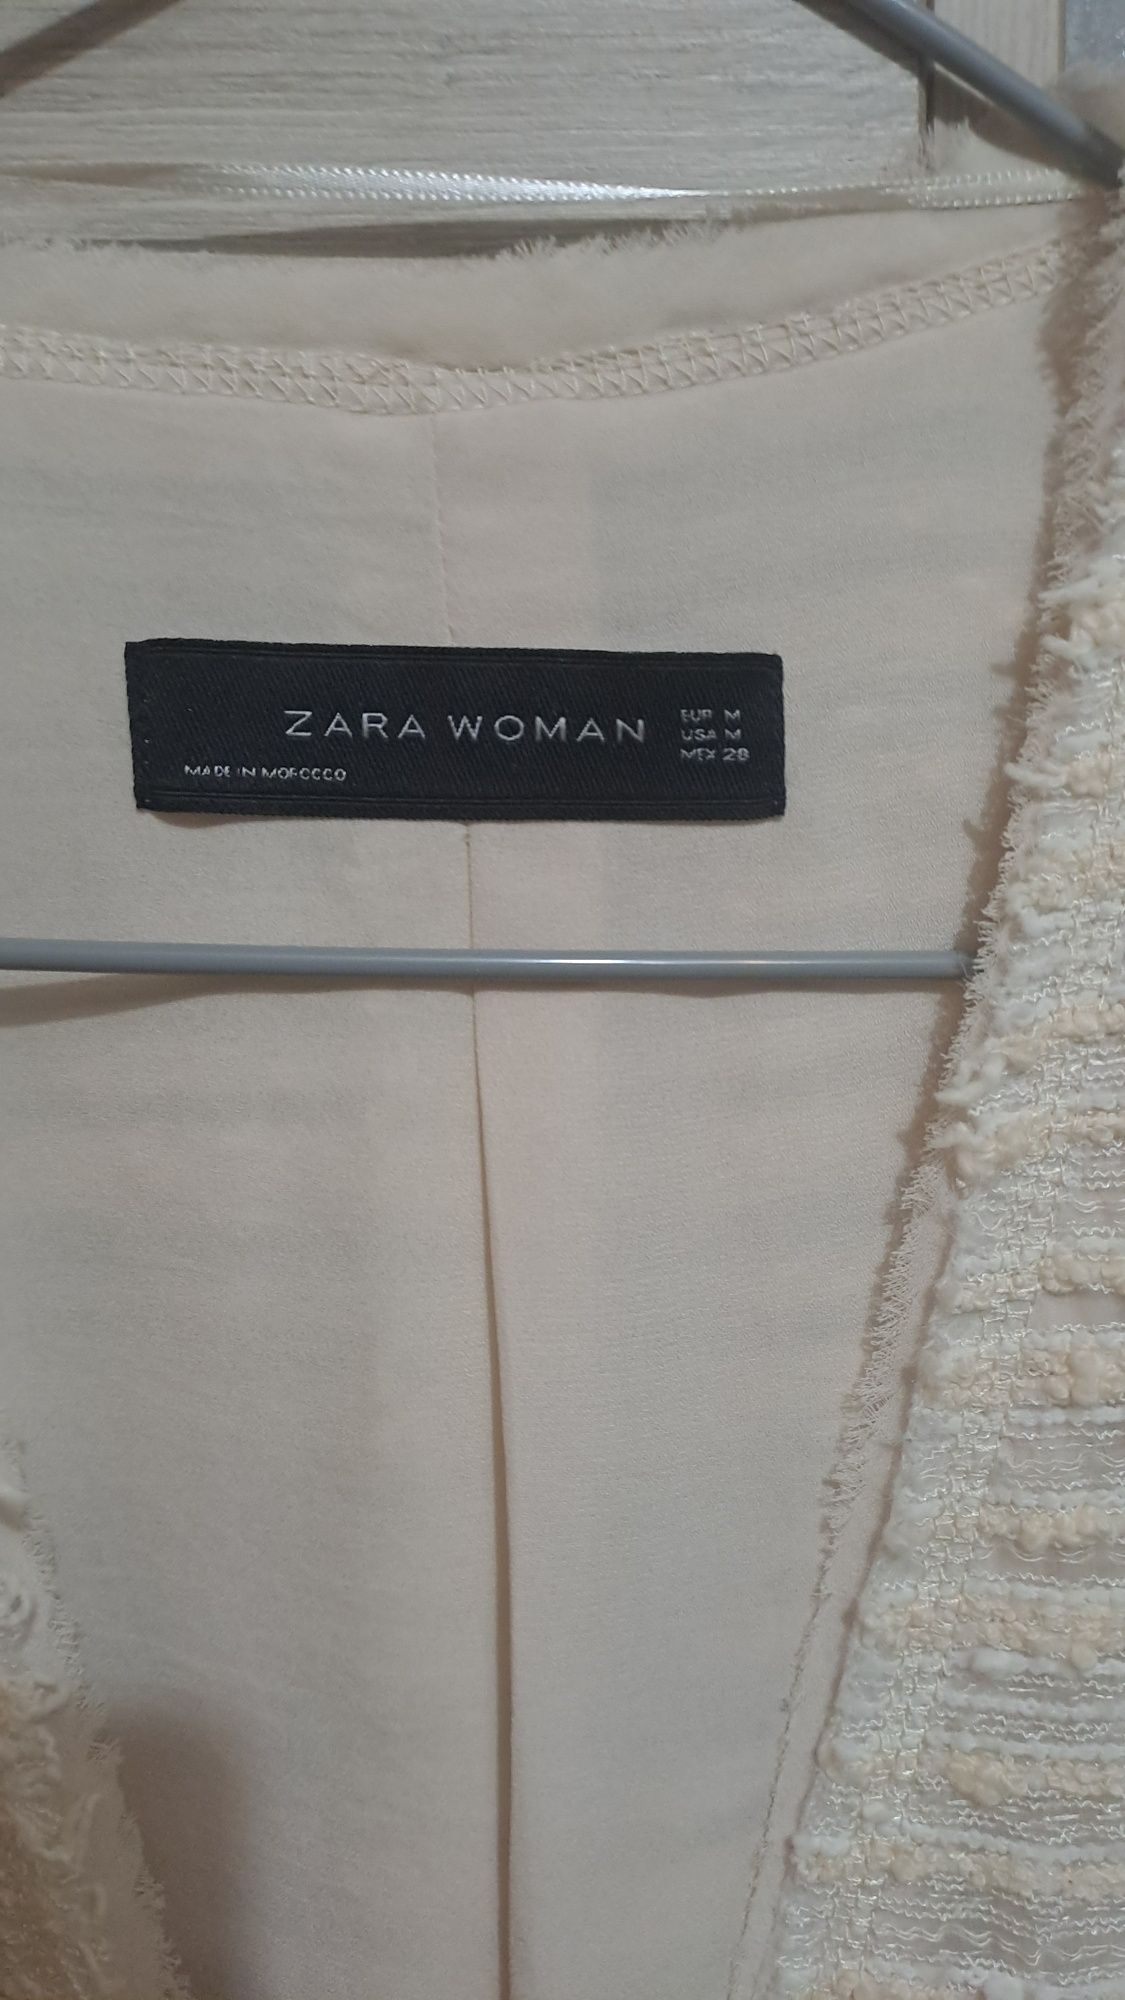 ZARA WOMAN
EUR M
USA M
MEX 28
MADE IN MOROCCO